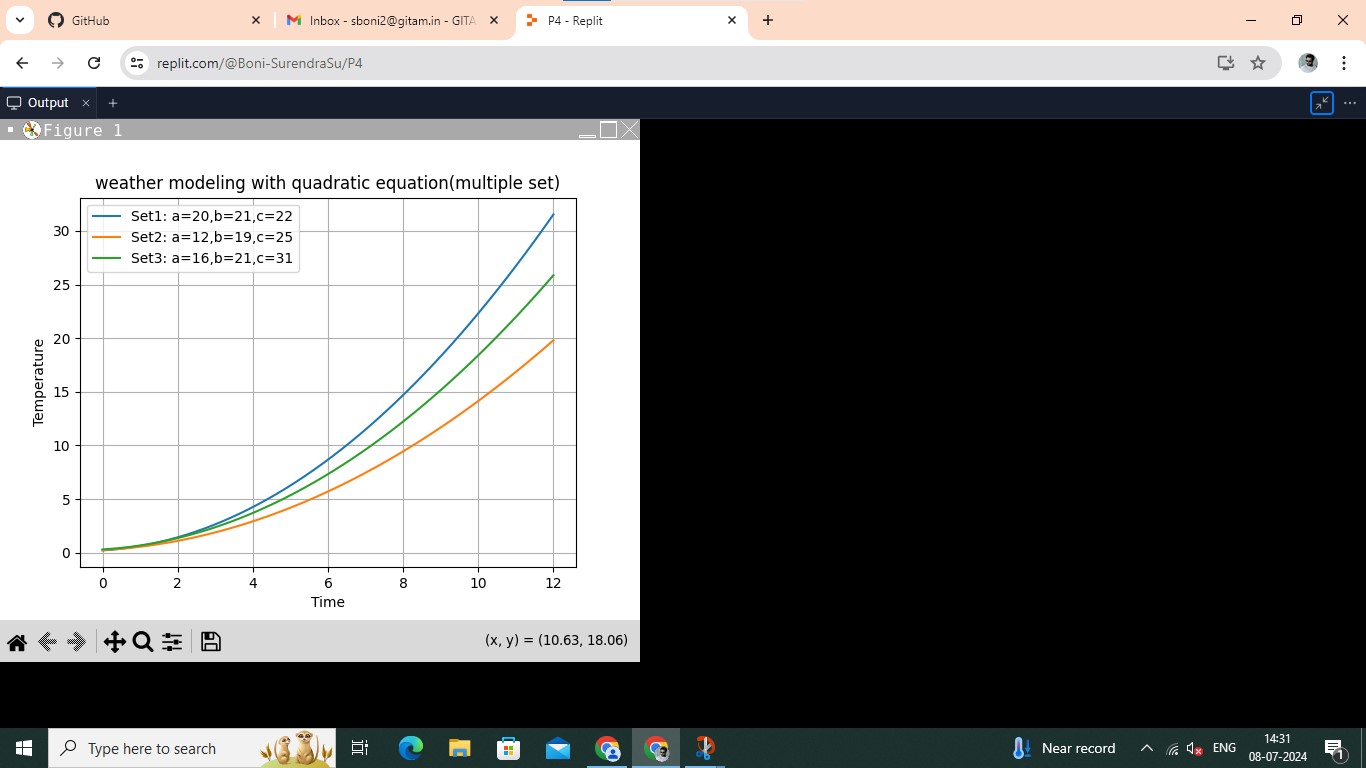 GitHub
Inbox - sboni2@gitam.in - GITA
P4 - Replit
replit.com/@Boni-SurendraSu/P4
Output
Figure 1
weather modeling with quadratic equation(multiple set)
Set1: a=20,b=21,c=22
Set2: a=12,b=19,c=25
Set3: a=16,b=21,c=31
30
25
20
15
10
5
0
Temperature
0 2 4 6 8 10 12
Time
(x, y) = (10.63, 18.06)
Type here to search
Near record
ENG
14:31
08-07-2024
1